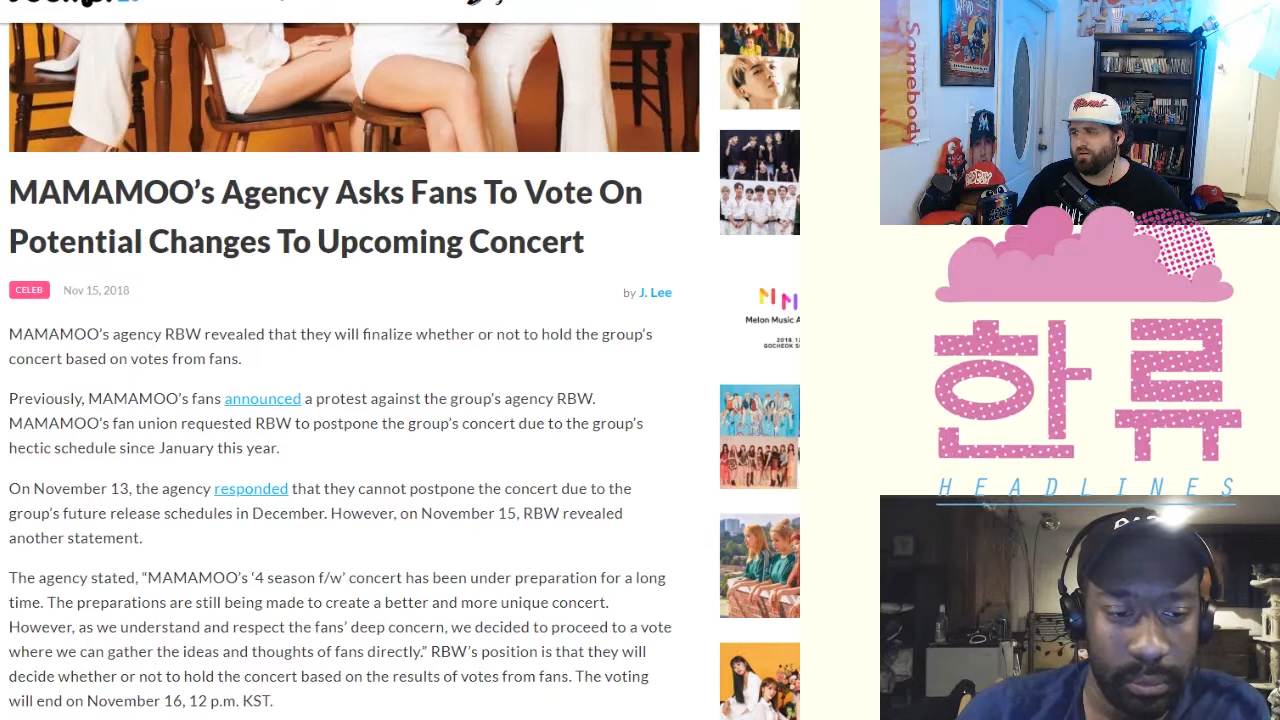 MAMAMOO’s Agency Asks Fans To Vote On
Potential Changes To Upcoming Concert
CELEB Nov 15, 2018 by J. Lee
MAMAMOO’s agency RBW revealed that they will finalize whether or not to hold the group’s
concert based on votes from fans.
Previously, MAMAMOO’s fans announced a protest against the group’s agency RBW.
MAMAMOO’s fan union requested RBW to postpone the group’s concert due to the group’s
hectic schedule since January this year.
On November 13, the agency responded that they cannot postpone the concert due to the
group’s future release schedules in December. However, on November 15, RBW revealed
another statement.
The agency stated, “MAMAMOO’s ‘4 season f/w’ concert has been under preparation for a long
time. The preparations are still being made to create a better and more unique concert.
However, as we understand and respect the fans’ deep concern, we decided to proceed to a vote
where we can gather the ideas and thoughts of fans directly.” RBW’s position is that they will
decide whether or not to hold the concert based on the results of votes from fans. The voting
will end on November 16, 12 p.m. KST.
Melon Music A
Somebody
Miami
한류
HEADLINES